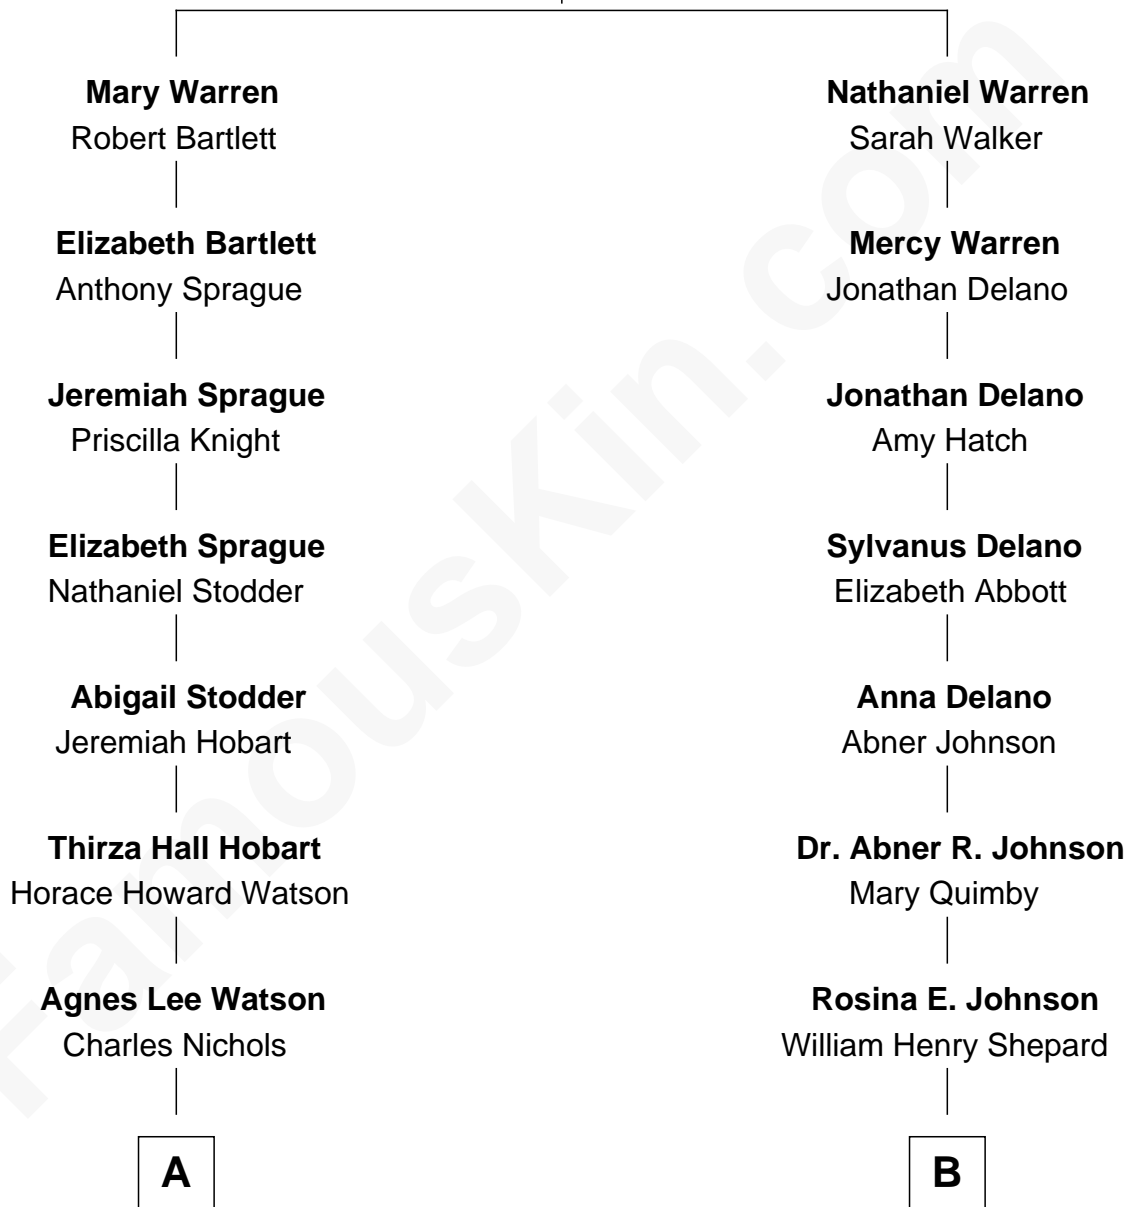 Mary Warren
Robert Bartlett
Nathaniel Warren
Sarah Walker
Elizabeth Bartlett
Anthony Sprague
Mercy Warren
Jonathan Delano
Jeremiah Sprague
Priscilla Knight
Jonathan Delano
Amy Hatch
Elizabeth Sprague
Nathaniel Stodder
Sylvanus Delano
Elizabeth Abbott
Abigail Stodder
Jeremiah Hobart
Anna Delano
Abner Johnson
Thirza Hall Hobart
Horace Howard Watson
Dr. Abner R. Johnson
Mary Quimby
Agnes Lee Watson
Charles Nichols
Rosina E. Johnson
William Henry Shepard
A
B
FamousKin.com